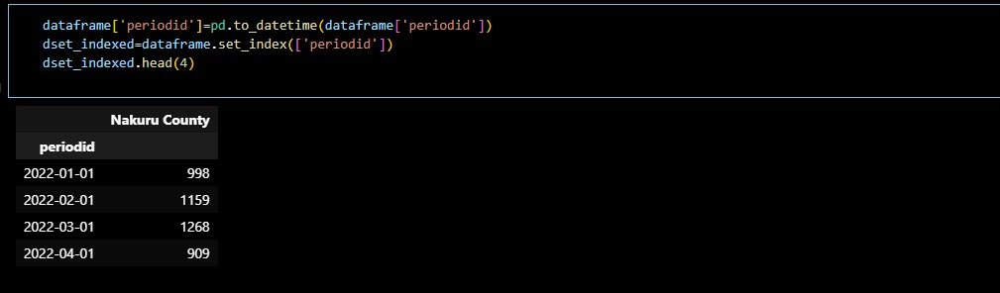 dataframe['periodid']=pd.to_datetime(dataframe['periodid'])
dset_indexed=dataframe.set_index(['periodid'])
dset_indexed.head(4)
Nakuru County
periodid
2022-01-01 998
2022-02-01 1159
2022-03-01 1268
2022-04-01 909